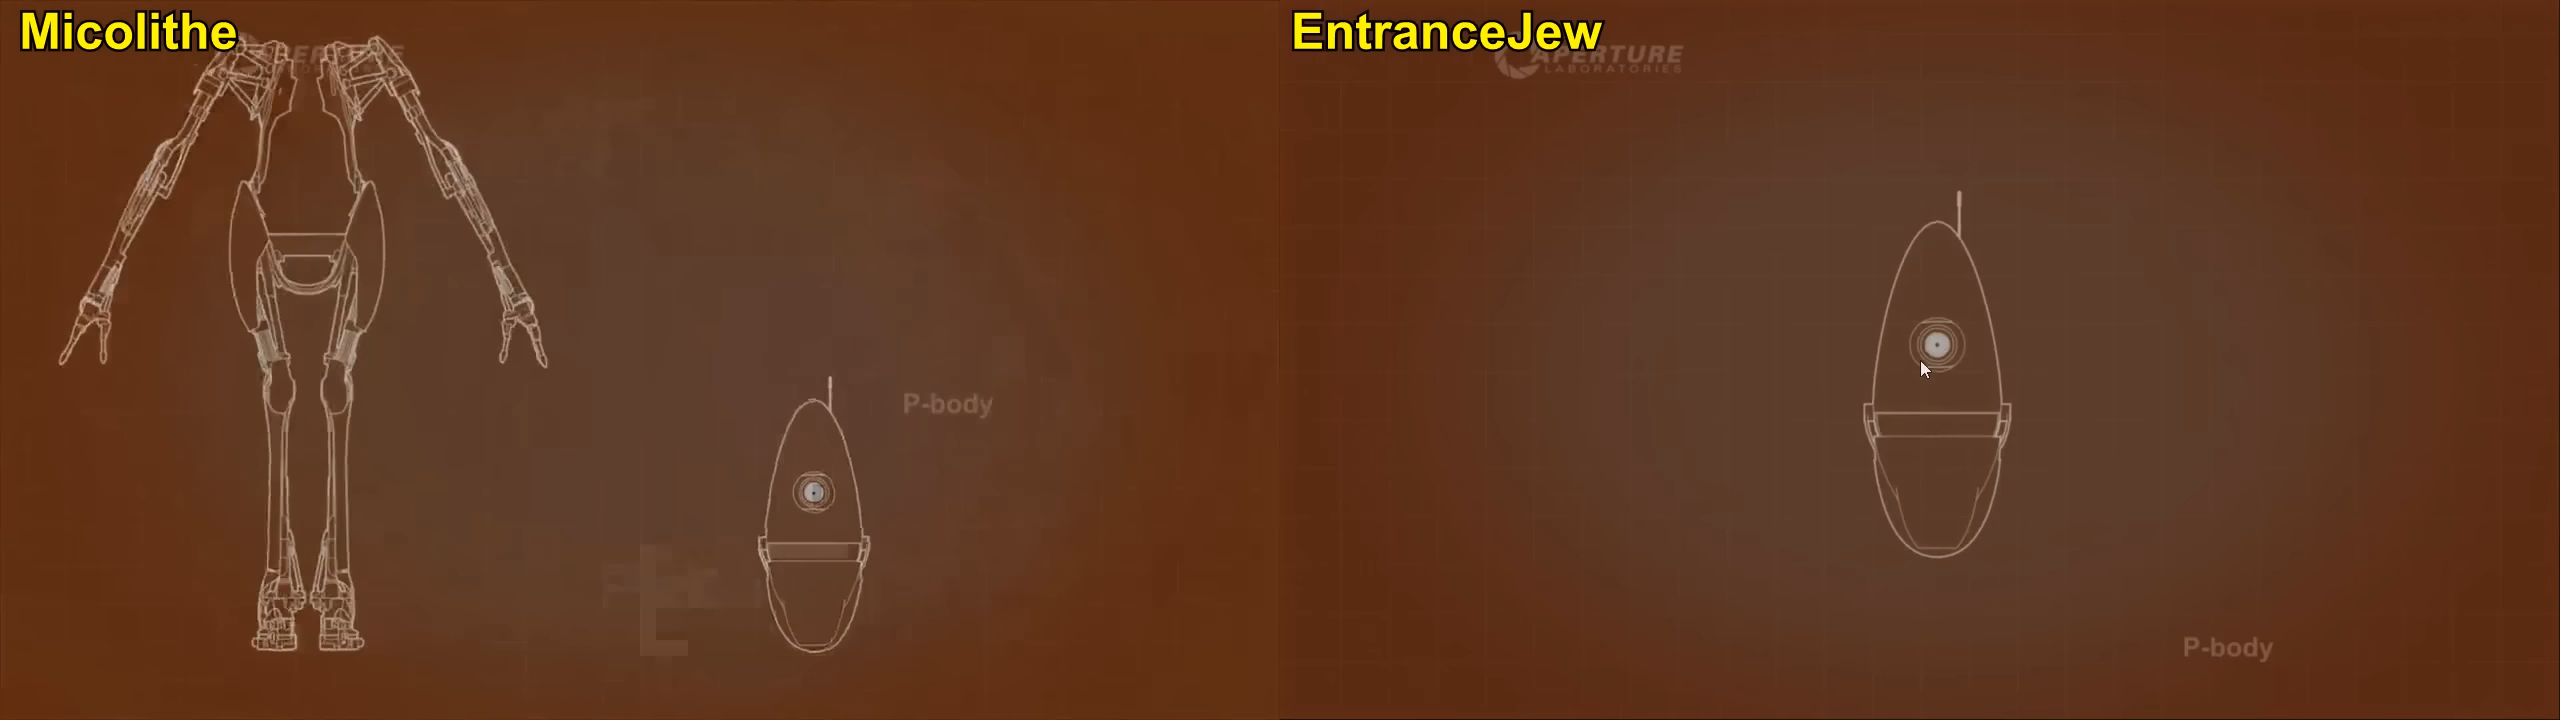 Micolithe
EntranceJew
APERTURE
LABORATORIES
P-body
P-body